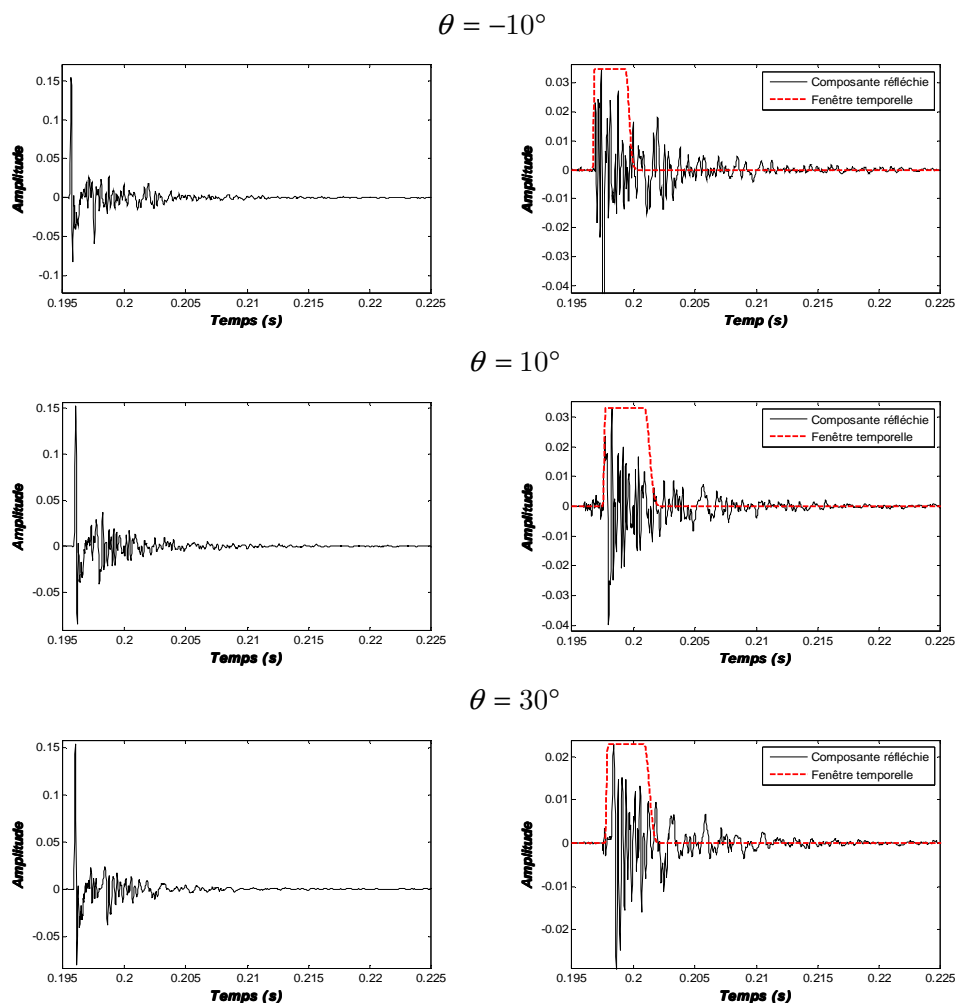 θ = –10°
0.15
0.1
0.05
0
-0.05
-0.1
Amplitude
0.195 0.2 0.205 0.21 0.215 0.22 0.225
Temps (s)
0.03
0.02
0.01
0
-0.01
-0.02
-0.03
-0.04
Amplitude
Composante réfléchie
Fenêtre temporelle
0.195 0.2 0.205 0.21 0.215 0.22 0.225
Temp (s)
θ = 10°
0.15
0.1
0.05
0
-0.05
Amplitude
0.195 0.2 0.205 0.21 0.215 0.22 0.225
Temps (s)
0.03
0.02
0.01
0
-0.01
-0.02
-0.03
-0.04
Amplitude
Composante réfléchie
Fenêtre temporelle
0.195 0.2 0.205 0.21 0.215 0.22 0.225
Temps (s)
θ = 30°
0.15
0.1
0.05
0
-0.05
Amplitude
0.195 0.2 0.205 0.21 0.215 0.22 0.225
Temps (s)
0.02
0.01
0
-0.01
-0.02
Amplitude
Composante réfléchie
Fenêtre temporelle
0.195 0.2 0.205 0.21 0.215 0.22 0.225
Temps (s)